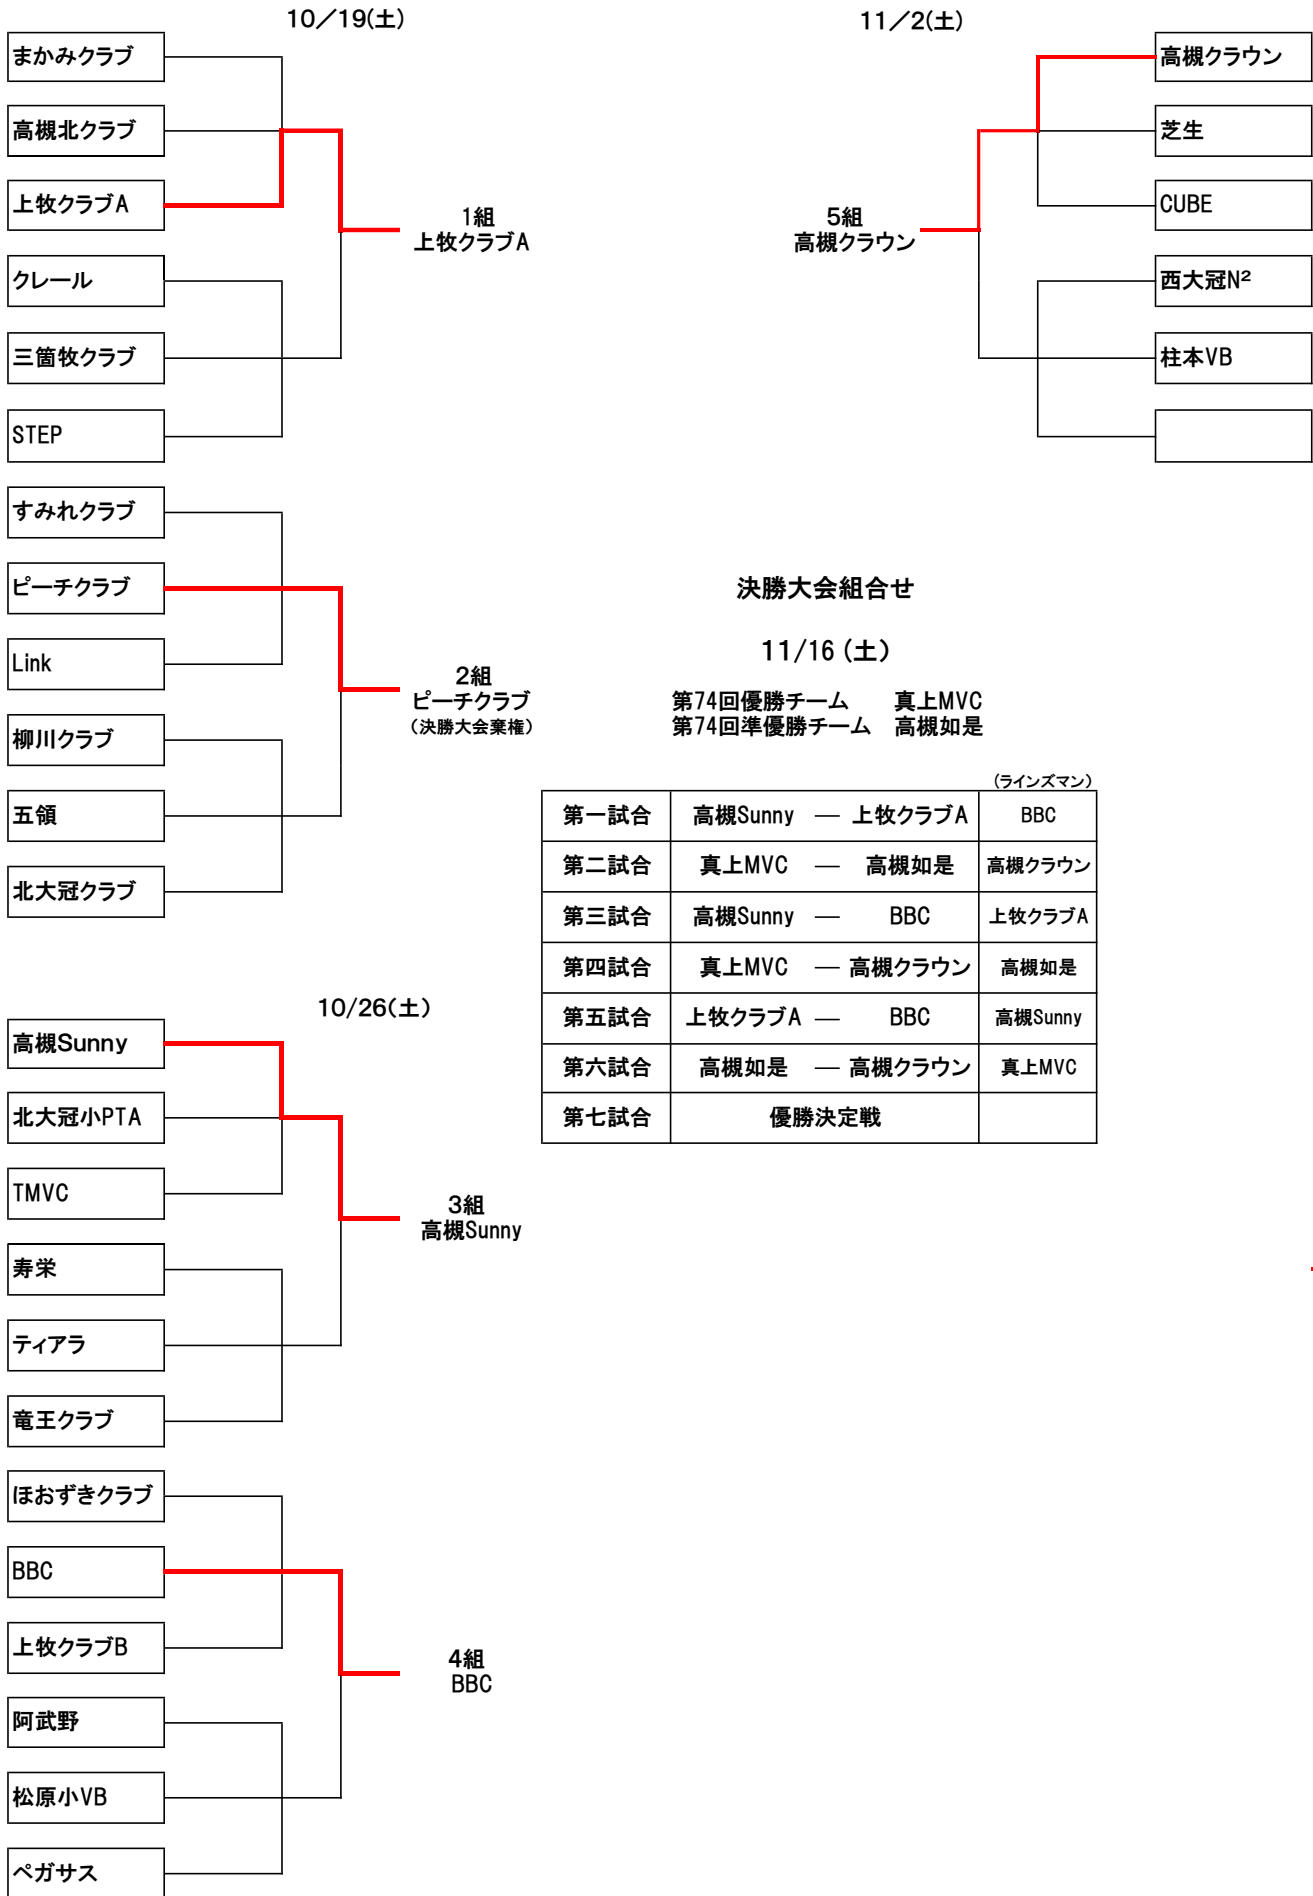 10／19(土)
まかみクラブ
高槻北クラブ
上牧クラブA
1組
上牧クラブA
クレール
三箇牧クラブ
STEP
すみれクラブ
ピーチクラブ
Link
2組
ピーチクラブ
（決勝大会棄権）
柳川クラブ
五領
北大冠クラブ
10/26(土)
高槻Sunny
北大冠小PTA
TMVC
3組
高槻Sunny
寿栄
ティアラ
竜王クラブ
ほおずきクラブ
BBC
上牧クラブB
4組
BBC
阿武野
松原小VB
ペガサス
11／2(土)
高槻クラウン
芝生
CUBE
5組
高槻クラウン
西大冠N²
柱本VB
決勝大会組合せ
11/16 (土)
第74回優勝チーム 真上MVC
第74回準優勝チーム 高槻如是
(ラインズマン)
第一試合 高槻Sunny ― 上牧クラブA BBC
第二試合 真上MVC ― 高槻如是 高槻クラウン
第三試合 高槻Sunny ― BBC 上牧クラブA
第四試合 真上MVC ― 高槻クラウン 高槻如是
第五試合 上牧クラブA ― BBC 高槻Sunny
第六試合 高槻如是 ― 高槻クラウン 真上MVC
第七試合 優勝決定戦